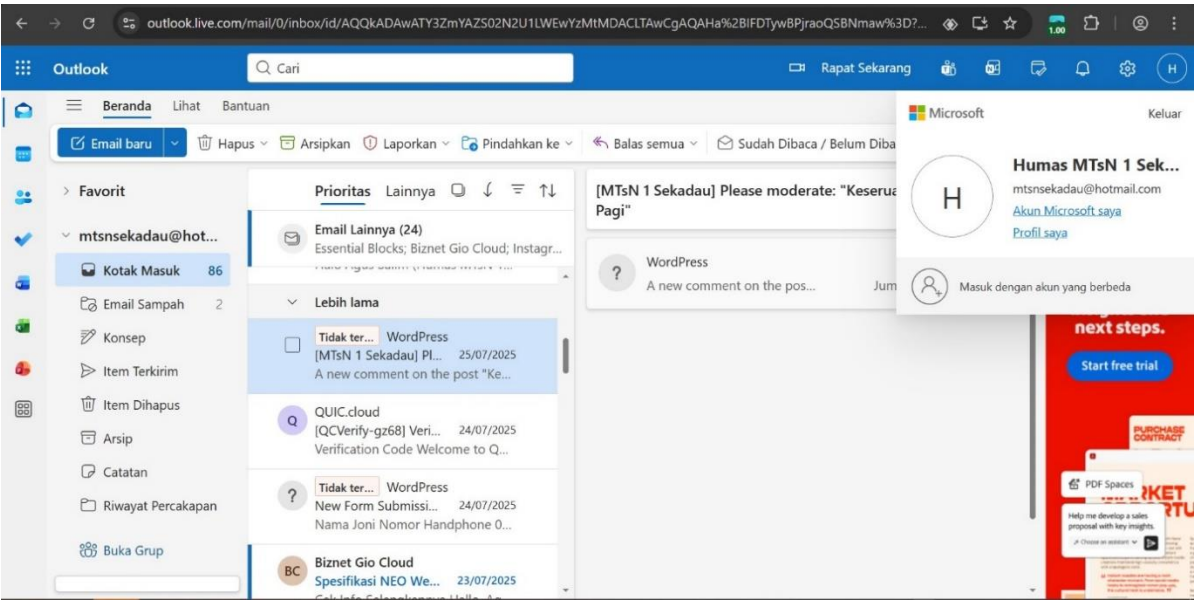 outlook.live.com/mail/0/inbox/id/AQQkADAwATY3ZmYAZS02N2U1LWEwYzMtMDACLTAwCgAQAHa%2BIFDTywBPjraoQSBNmaw%3D?...
1.00
Outlook
Cari
Rapat Sekarang
H
Beranda Lihat Bantuan
Email baru
Hapus
Arsipkan
Laporkan
Pindahkan ke
Balas semua
Sudah Dibaca / Belum Diba
Microsoft
Keluar
H
Humas MTsN 1 Sek...
mtsnsekadau@hotmail.com
Akun Microsoft saya
Profil saya
Masuk dengan akun yang berbeda
Favorit
mtsnsekadau@hot...
Kotak Masuk 86
Email Sampah 2
Konsep
Item Terkirim
Item Dihapus
Arsip
Catatan
Riwayat Percakapan
Buka Grup
Prioritas Lainnya
Email Lainnya (24)
Essential Blocks; Biznet Gio Cloud; Instagr...
Lebih lama
Tidak ter... WordPress
[MTsN 1 Sekadau] Pl... 25/07/2025
A new comment on the post "Ke...
Q
QUIC.cloud
[QCVerify-gz68] Veri... 24/07/2025
Verification Code Welcome to Q...
?
Tidak ter... WordPress
New Form Submissi... 24/07/2025
Nama Joni Nomor Handphone 0...
BC
Biznet Gio Cloud
Spesifikasi NEO We... 23/07/2025
[MTsN 1 Sekadau] Please moderate: "Keserua
Pagi"
?
WordPress
A new comment on the pos... Jum
next steps.
Start free trial
PURCHASE
CONTRACT
PDF Spaces
Help me develop a sales
proposal with key insights.
Choose an assistant